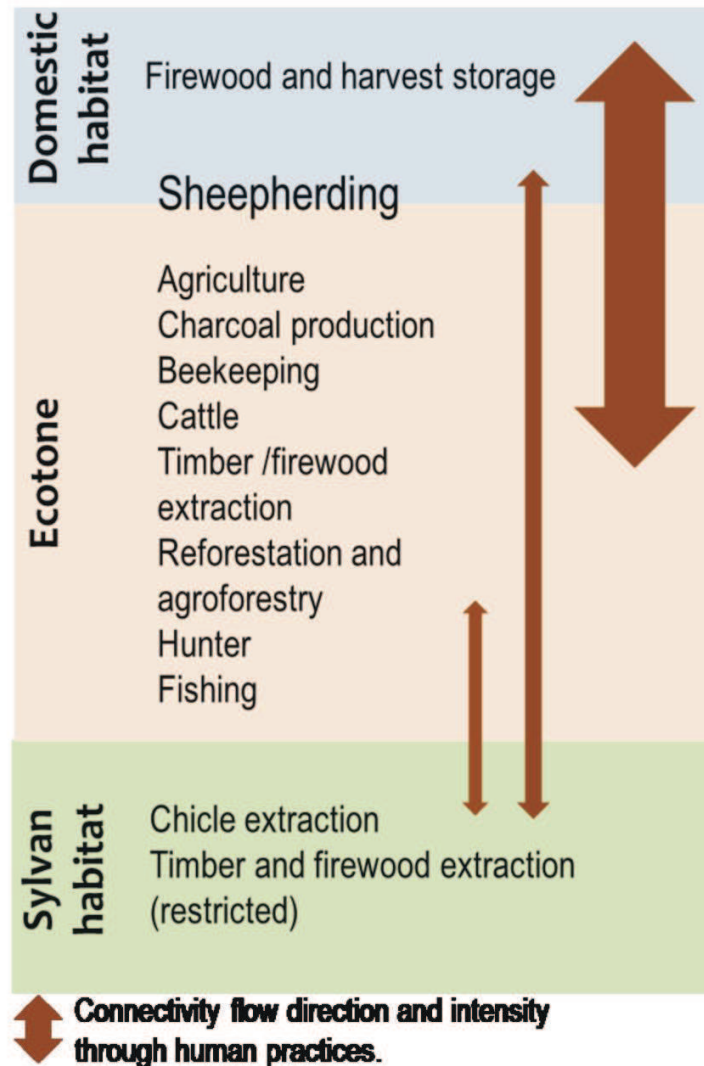 Domestic
habitat
Firewood and harvest storage
Sheepherding
Ecotone
Agriculture
Charcoal production
Beekeeping
Cattle
Timber /firewood
extraction
Reforestation and
agroforestry
Hunter
Fishing
Sylvan
habitat
Chicle extraction
Timber and firewood extraction
(restricted)
Connectivity flow direction and intensity
through human practices.